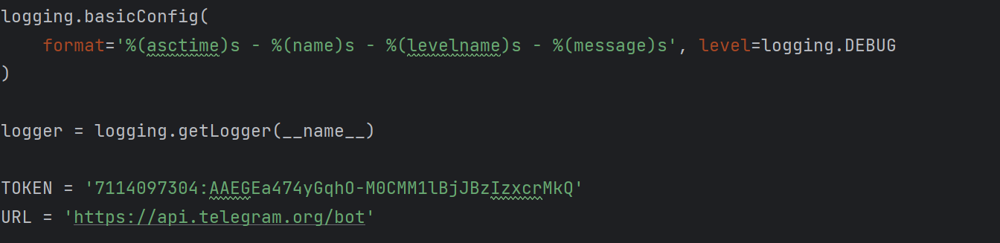 logging.basicConfig(
    format='%(asctime)s - %(name)s - %(levelname)s - %(message)s', level=logging.DEBUG
)
logger = logging.getLogger(__name__)
TOKEN = '7114097304:AAEGEa474yGqhO-M0CMM1lBjJBzIzxcrMkQ'
URL = 'https://api.telegram.org/bot'